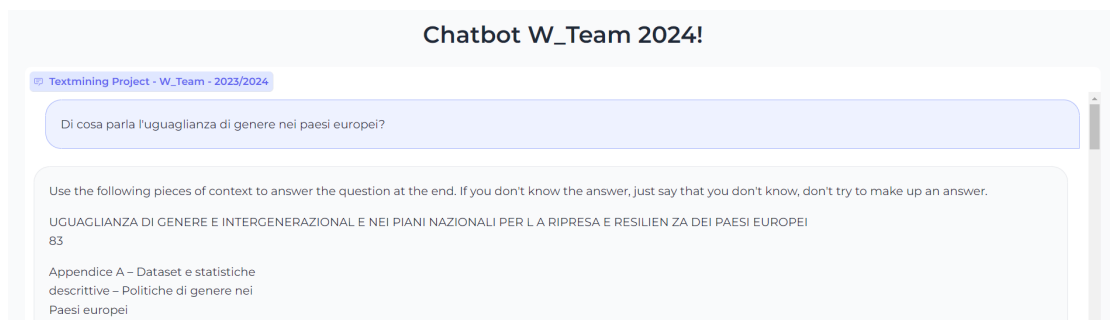 Chatbot W_Team 2024!
Textmining Project - W_Team - 2023/2024
Di cosa parla l'uguaglianza di genere nei paesi europei?
Use the following pieces of context to answer the question at the end. If you don't know the answer, just say that you don't know, don't try to make up an answer.
UGUAGLIANZA DI GENERE E INTERGENERAZIONAL E NEI PIANI NAZIONALI PER L A RIPRESA E RESILIEN ZA DEI PAESI EUROPEI
83
Appendice A – Dataset e statistiche
descrittive – Politiche di genere nei
Paesi europei